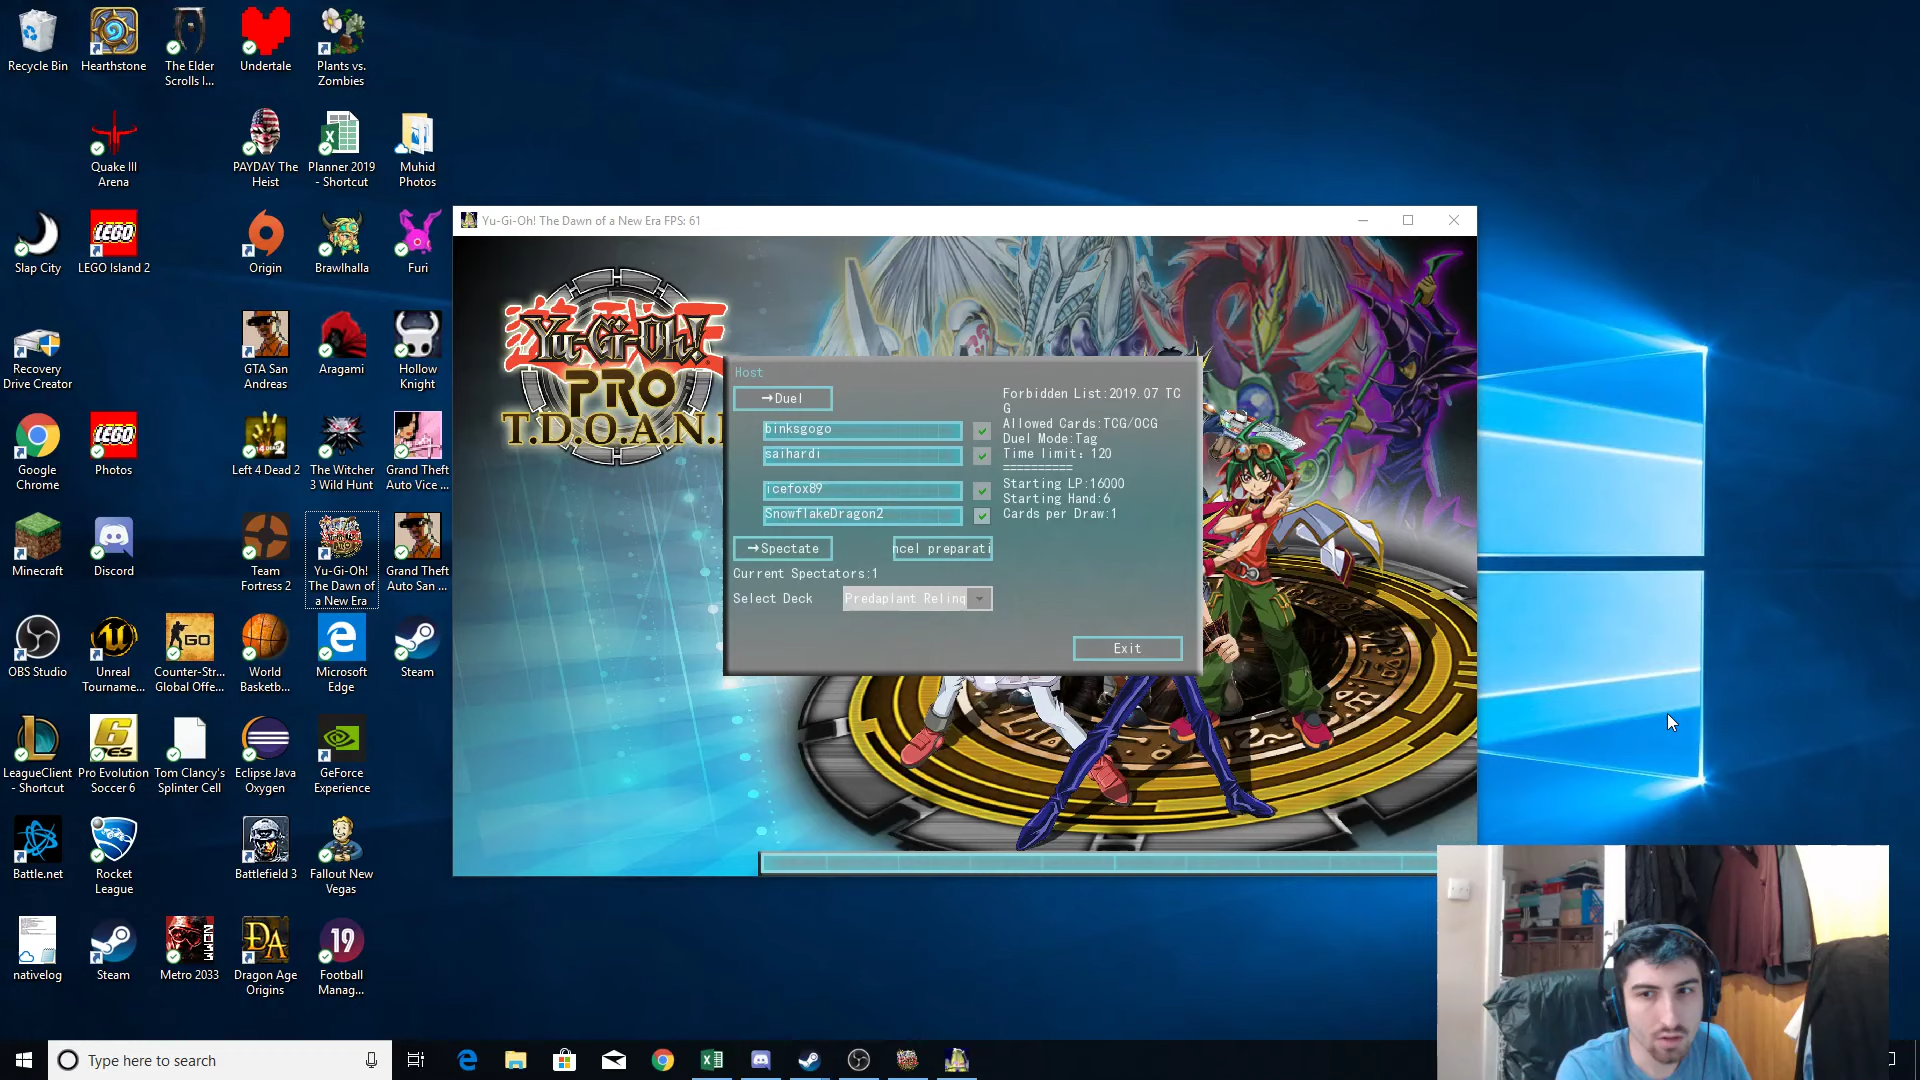 Recycle Bin
Hearthstone
The Elder
Scrolls I...
Undertale
Plants vs.
Zombies
Quake III
Arena
PAYDAY The
Heist
Planner 2019
- Shortcut
Muhid
Photos
Slap City
LEGO Island 2
Origin
Brawlhalla
Furi
Recovery
Drive Creator
GTA San
Andreas
Aragami
Hollow
Knight
Google
Chrome
Photos
Left 4 Dead 2
The Witcher
3 Wild Hunt
Grand Theft
Auto Vice ...
Minecraft
Discord
Team
Fortress 2
Yu-Gi-Oh!
The Dawn of
a New Era
Grand Theft
Auto San ...
OBS Studio
Unreal
Tourname...
Counter-Str...
Global Offe...
World
Basketb...
Microsoft
Edge
Steam
LeagueClient
- Shortcut
Pro Evolution
Soccer 6
Tom Clancy's
Splinter Cell
Eclipse Java
Oxygen
GeForce
Experience
Battle.net
Rocket
League
Battlefield 3
Fallout New
Vegas
nativelog
Steam
Metro 2033
Dragon Age
Origins
Football
Manag...
Yu-Gi-Oh! The Dawn of a New Era FPS: 61
Yu-Gi-Oh!
PRO
T.D.O.A.N.
Host
→Duel
binksgogo
saihardi
icefox89
SnowflakeDragon2
→Spectate
ncel preparati
Current Spectators:1
Select Deck
Predaplant Relinq
Forbidden List:2019.07 TC
G
Allowed Cards:TCG/OCG
Duel Mode:Tag
Time limit: 120
==========
Starting LP:16000
Starting Hand:6
Cards per Draw:1
Exit
Type here to search